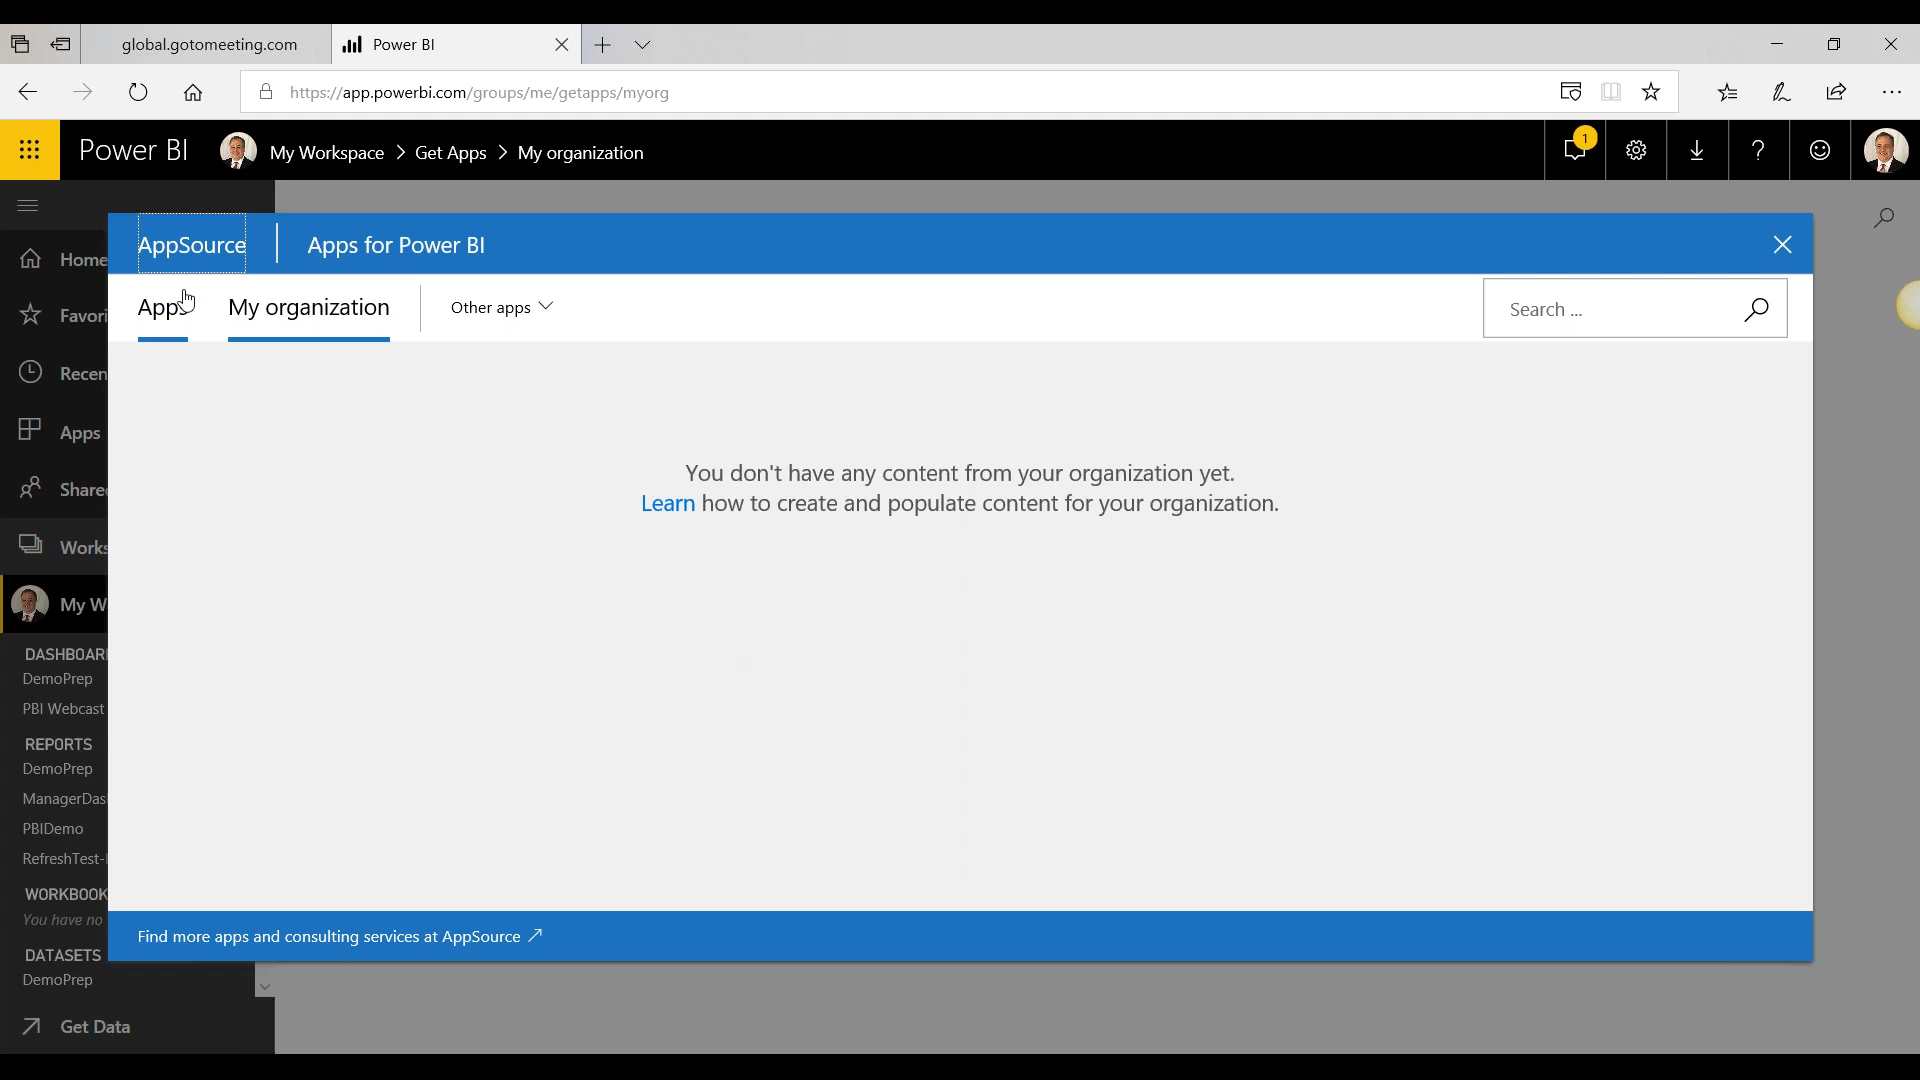 global.gotomeeting.com
Power BI
https://app.powerbi.com/groups/me/getapps/myorg
Power BI
My Workspace > Get Apps > My organization
1
AppSource
Apps for Power BI
Apps
My organization
Other apps
Search ...
You don't have any content from your organization yet.
Learn how to create and populate content for your organization.
Find more apps and consulting services at AppSource
Home
Favori
Recen
Apps
Share
Works
My W
DASHBOAR
DemoPrep
PBI Webcast
REPORTS
DemoPrep
ManagerDas
PBIDemo
RefreshTest-
WORKBOOK
You have no
DATASETS
DemoPrep
Get Data